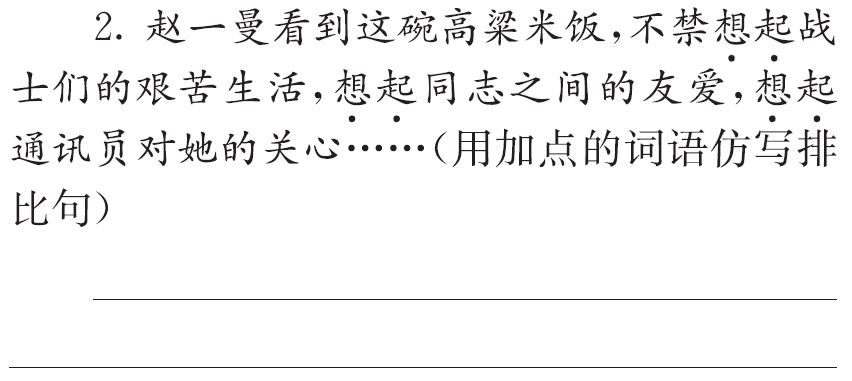 2. 赵一曼看到这碗高粱米饭,不禁想起战
士们的艰苦生活,想起同志之间的友爱,想起
通讯员对她的关心……(用加点的词语仿写排
比句)